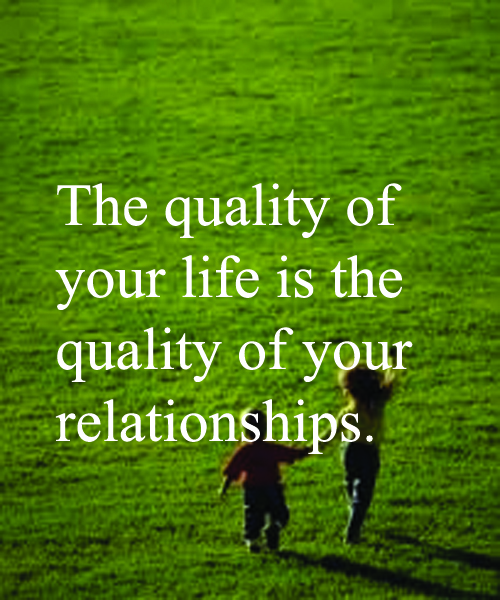 The quality of
your life is the
quality of your
relationships.